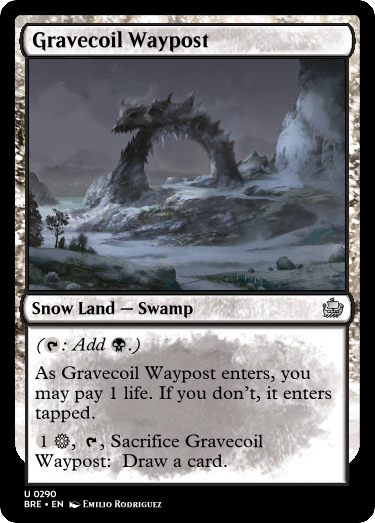 Gravecoil Waypost
Snow Land — Swamp
(: Add .)
As Gravecoil Waypost enters, you
may pay 1 life. If you don't, it enters
tapped.
1 , , Sacrifice Gravecoil
Waypost: Draw a card.
U 0290
BRE • EN Emilio Rodriguez